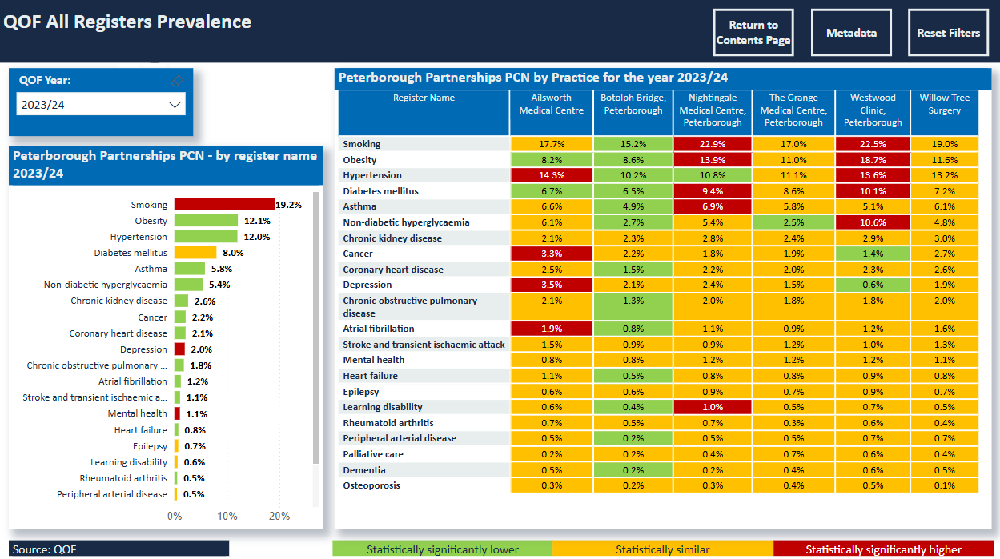 QOF All Registers Prevalence
Return to
Contents Page
Metadata
Reset Filters
QOF Year:
2023/24
Peterborough Partnerships PCN - by register name
2023/24
Smoking 19.2%
Obesity 12.1%
Hypertension 12.0%
Diabetes mellitus 8.0%
Asthma 5.8%
Non-diabetic hyperglycaemia 5.4%
Chronic kidney disease 2.6%
Cancer 2.2%
Coronary heart disease 2.1%
Depression 2.0%
Chronic obstructive pulmonary ... 1.8%
Atrial fibrillation 1.2%
Stroke and transient ischaemic a... 1.1%
Mental health 1.1%
Heart failure 0.8%
Epilepsy 0.7%
Learning disability 0.6%
Rheumatoid arthritis 0.5%
Peripheral arterial disease 0.5%
0% 10% 20%
Source: QOF
Peterborough Partnerships PCN by Practice for the year 2023/24
Register Name Ailsworth Botolph Bridge, Nightingale The Grange Westwood Willow Tree
Medical Centre Peterborough Medical Centre, Medical Centre, Clinic, Surgery
Peterborough Peterborough Peterborough
Smoking 17.7% 15.2% 22.9% 17.0% 22.5% 19.0%
Obesity 8.2% 8.6% 13.9% 11.0% 18.7% 11.6%
Hypertension 14.3% 10.2% 10.8% 11.1% 13.6% 13.2%
Diabetes mellitus 6.7% 6.5% 9.4% 8.6% 10.1% 7.2%
Asthma 6.6% 4.9% 6.9% 5.8% 5.1% 6.1%
Non-diabetic hyperglycaemia 6.1% 2.7% 5.4% 2.5% 10.6% 4.8%
Chronic kidney disease 2.1% 2.3% 2.8% 2.4% 2.9% 3.0%
Cancer 3.3% 2.2% 1.8% 1.9% 1.4% 2.7%
Coronary heart disease 2.5% 1.5% 2.2% 2.0% 2.3% 2.6%
Depression 3.5% 2.1% 2.4% 1.5% 0.6% 1.9%
Chronic obstructive pulmonary 2.1% 1.3% 2.0% 1.8% 1.8% 2.0%
disease
Atrial fibrillation 1.9% 0.8% 1.1% 0.9% 1.2% 1.6%
Stroke and transient ischaemic attack 1.5% 0.9% 0.9% 1.2% 1.0% 1.3%
Mental health 0.8% 0.8% 1.2% 1.2% 1.2% 1.1%
Heart failure 1.1% 0.5% 0.8% 0.8% 0.9% 0.8%
Epilepsy 0.6% 0.6% 0.9% 0.7% 0.9% 0.7%
Learning disability 0.6% 0.4% 1.0% 0.5% 0.7% 0.5%
Rheumatoid arthritis 0.7% 0.5% 0.7% 0.3% 0.6% 0.4%
Peripheral arterial disease 0.5% 0.2% 0.5% 0.5% 0.7% 0.7%
Palliative care 0.2% 0.2% 0.4% 0.7% 0.6% 0.4%
Dementia 0.5% 0.2% 0.2% 0.4% 0.6% 0.5%
Osteoporosis 0.3% 0.2% 0.3% 0.4% 0.5% 0.1%
Statistically significantly lower Statistically similar Statistically significantly higher